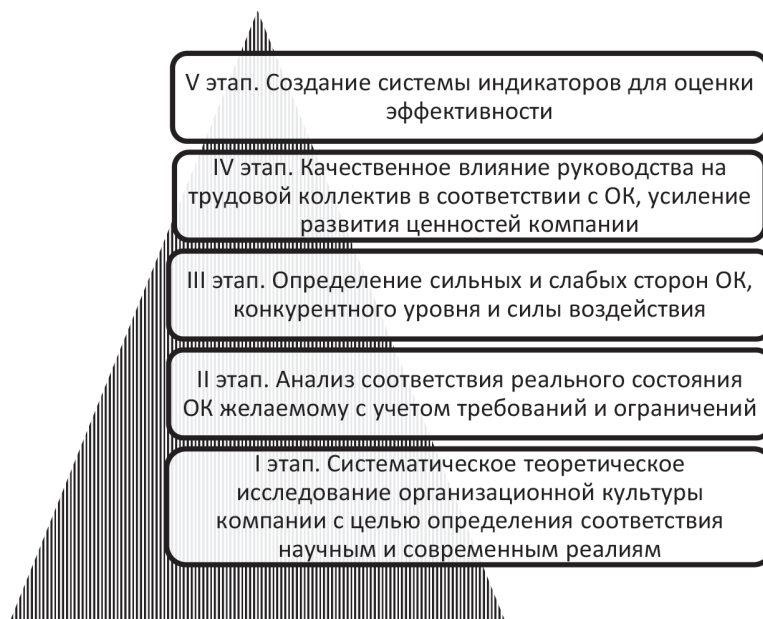 V этап. Создание системы индикаторов для оценки
эффективности
IV этап. Качественное влияние руководства на
трудовой коллектив в соответствии с ОК, усиление
развития ценностей компании
III этап. Определение сильных и слабых сторон ОК,
конкурентного уровня и силы воздействия
II этап. Анализ соответствия реального состояния
ОК желаемому с учетом требований и ограничений
I этап. Систематическое теоретическое
исследование организационной культуры
компании с целью определения соответствия
научным и современным реалиям